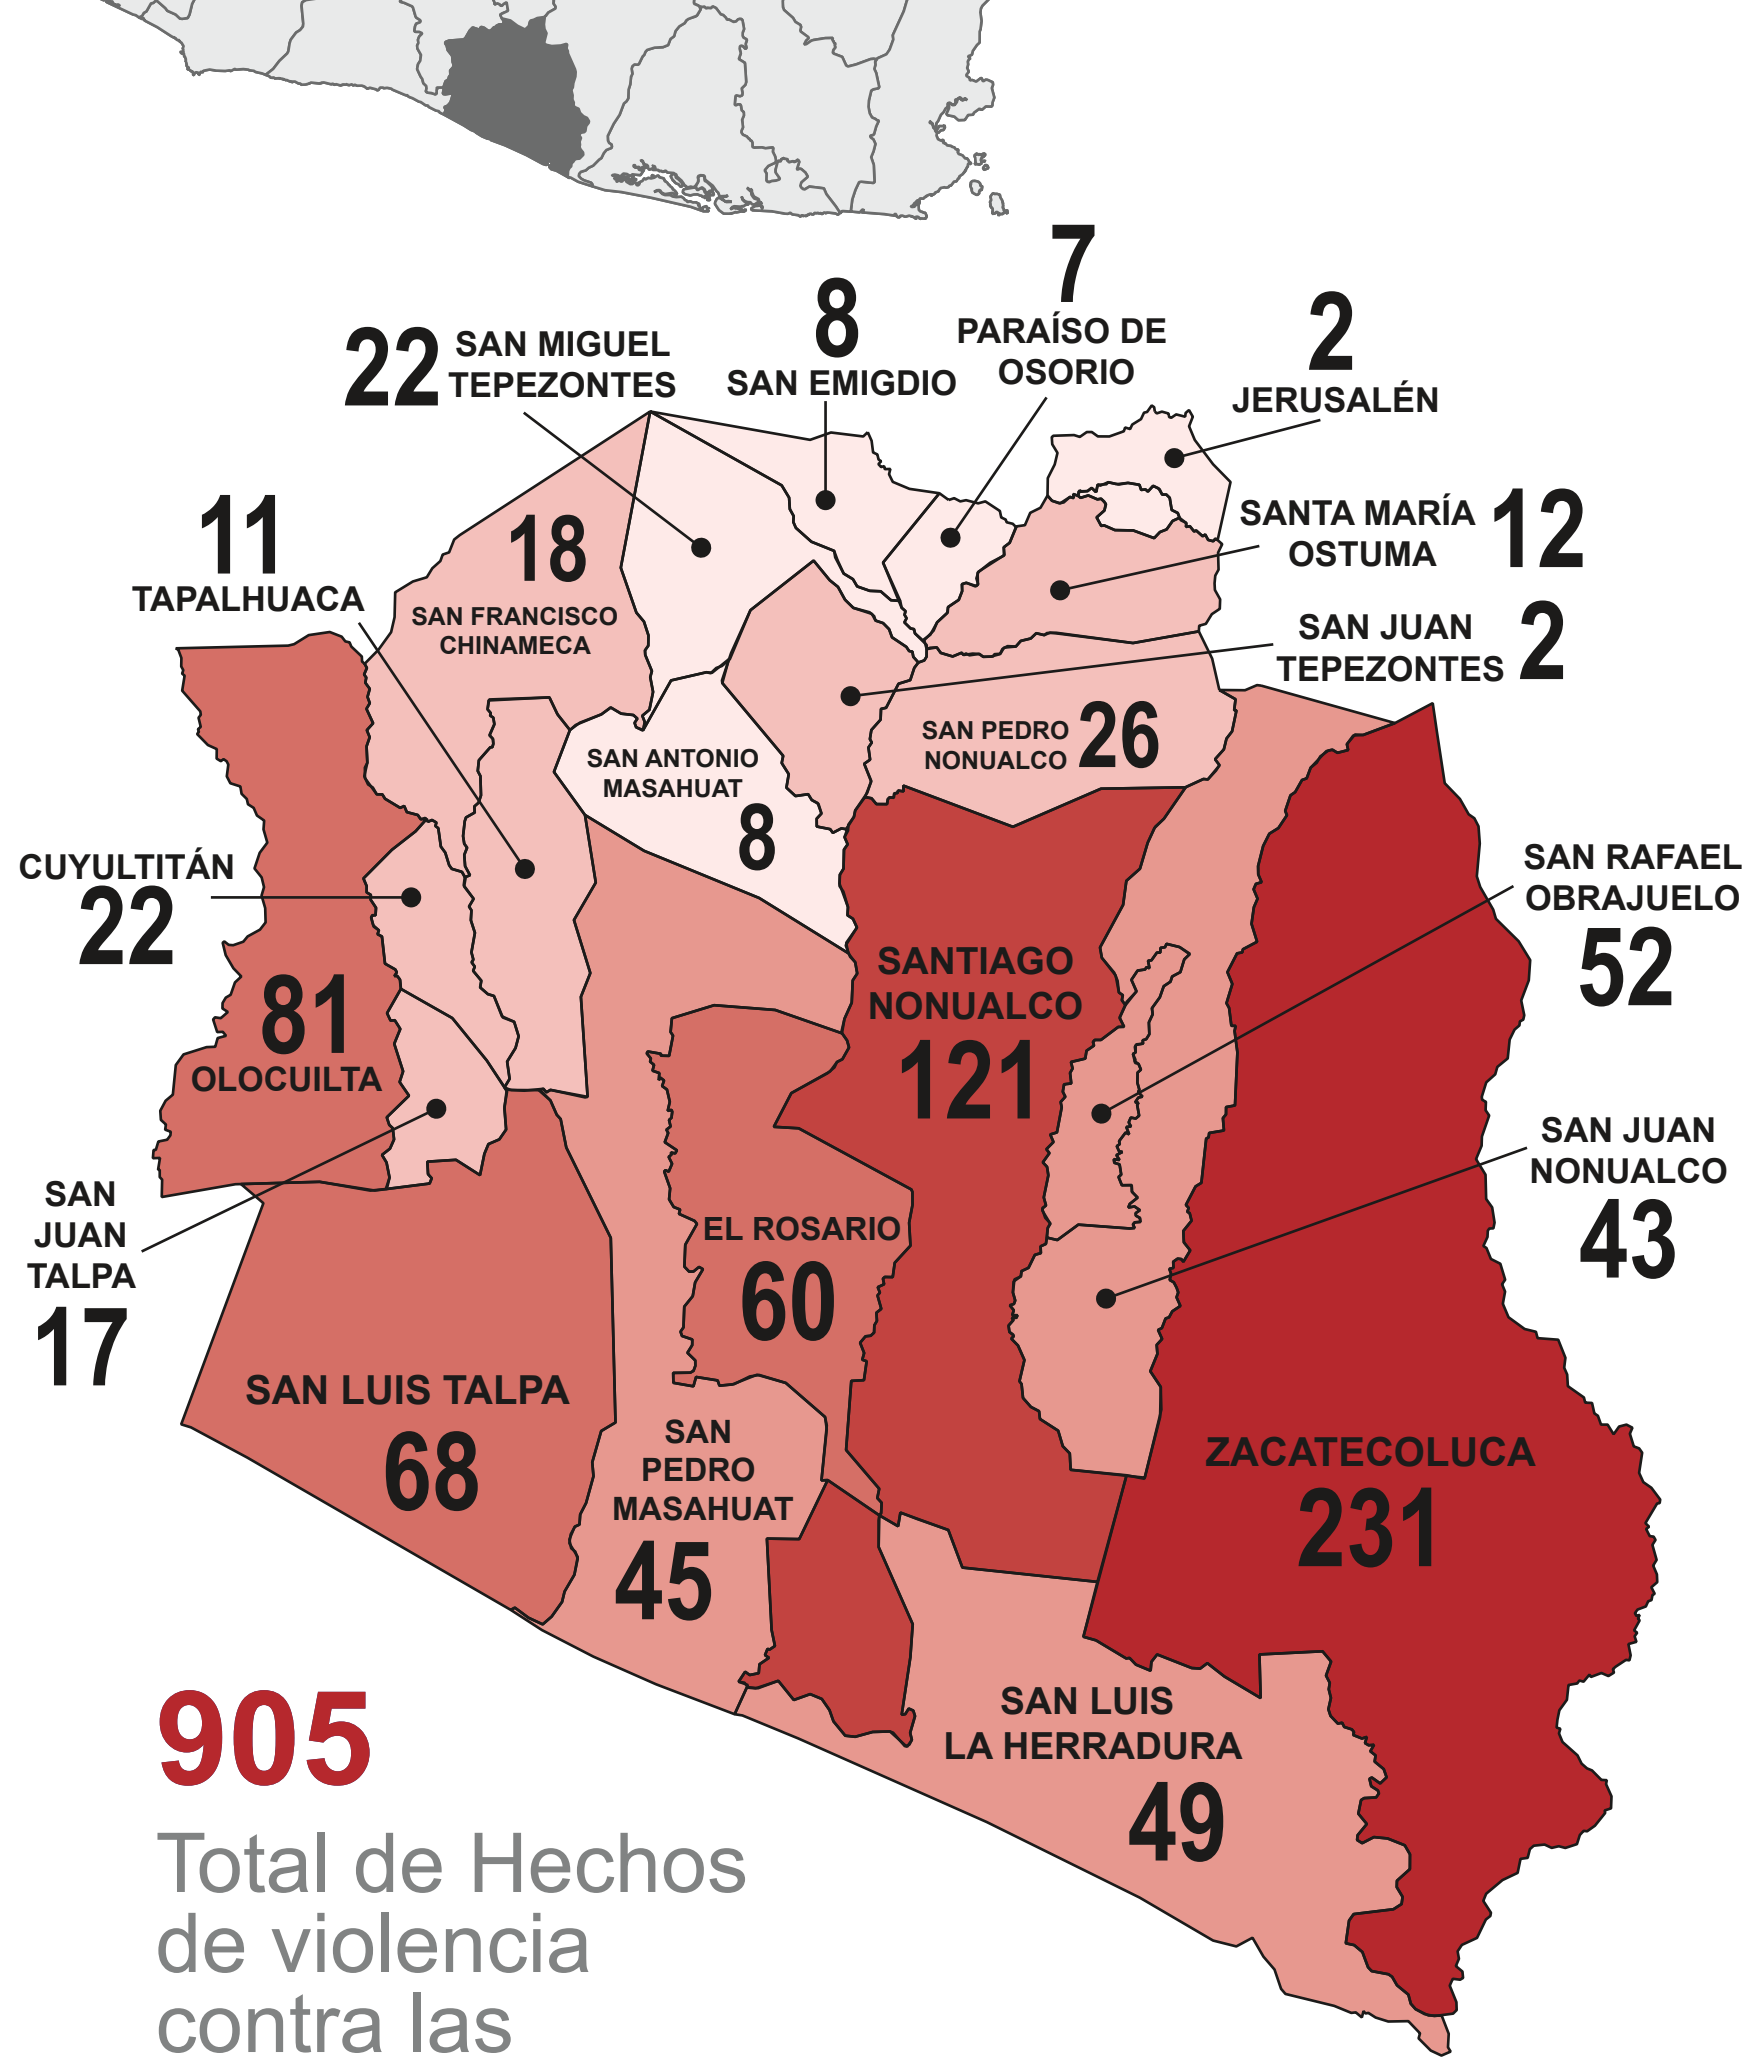 7
PARAÍSO DE
OSORIO
8
SAN EMIGDIO
2
JERUSALÉN
22
SAN MIGUEL
TEPEZONTES
11
TAPALHUACA
18
SAN FRANCISCO
CHINAMECA
SANTA MARÍA
OSTUMA
12
SAN JUAN
TEPEZONTES
2
SAN PEDRO
NONUALCO
26
SAN ANTONIO
MASAHUAT
8
CUYULTITÁN
22
SAN RAFAEL
OBRAJUELO
52
81
OLOCUILTA
SANTIAGO
NONUALCO
121
SAN JUAN
NONUALCO
43
SAN
JUAN
TALPA
17
EL ROSARIO
60
SAN LUIS TALPA
68
SAN
PEDRO
MASAHUAT
45
ZACATECOLUCA
231
SAN LUIS
LA HERRADURA
49
905
Total de Hechos
de violencia
contra las